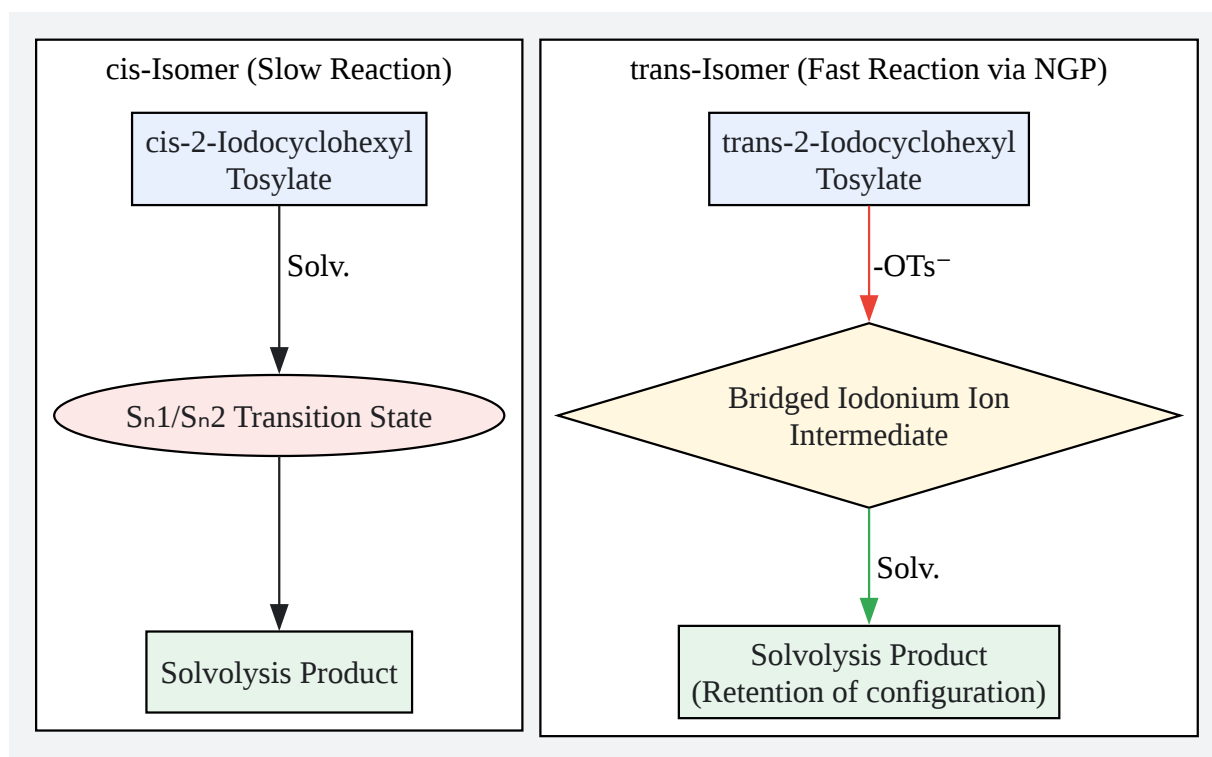 cis-Isomer (Slow Reaction)
cis-2-Iodocyclohexyl
Tosylate
Solv.
Sₙ1/Sₙ2 Transition State
Solvolysis Product
trans-Isomer (Fast Reaction via NGP)
trans-2-Iodocyclohexyl
Tosylate
-OTs⁻
Bridged Iodonium Ion
Intermediate
Solv.
Solvolysis Product
(Retention of configuration)